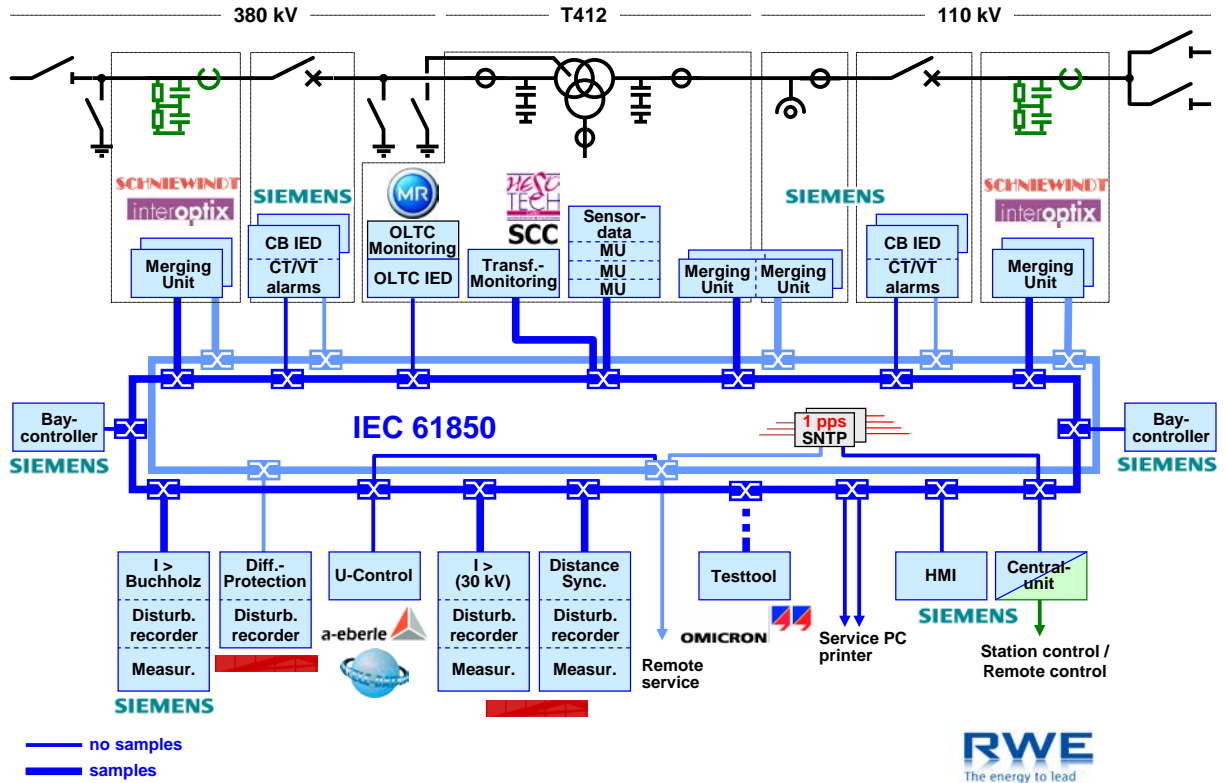 380 kV
T412
110 kV
SCHNIEWINDT
interoptix
SIEMENS
MR
HESO
TECH
SCC
SIEMENS
SCHNIEWINDT
interoptix
Merging
Unit
CB IED
CT/VT
alarms
OLTC
Monitoring
OLTC IED
Transf.-
Monitoring
Sensor-
data
MU
MU
MU
Merging
Unit
Merging
Unit
CB IED
CT/VT
alarms
Merging
Unit
Bay-
controller
SIEMENS
IEC 61850
1 pps
SNTP
Bay-
controller
SIEMENS
I >
Buchholz
Disturb.
recorder
Measur.
SIEMENS
Diff.-
Protection
Disturb.
recorder
U-Control
a-eberle
I >
(30 kV)
Disturb.
recorder
Measur.
Distance
Sync.
Disturb.
recorder
Measur.
Remote
service
Testtool
OMICRON
Service PC
printer
HMI
SIEMENS
Central-
unit
Station control /
Remote control
no samples
samples
RWE
The energy to lead